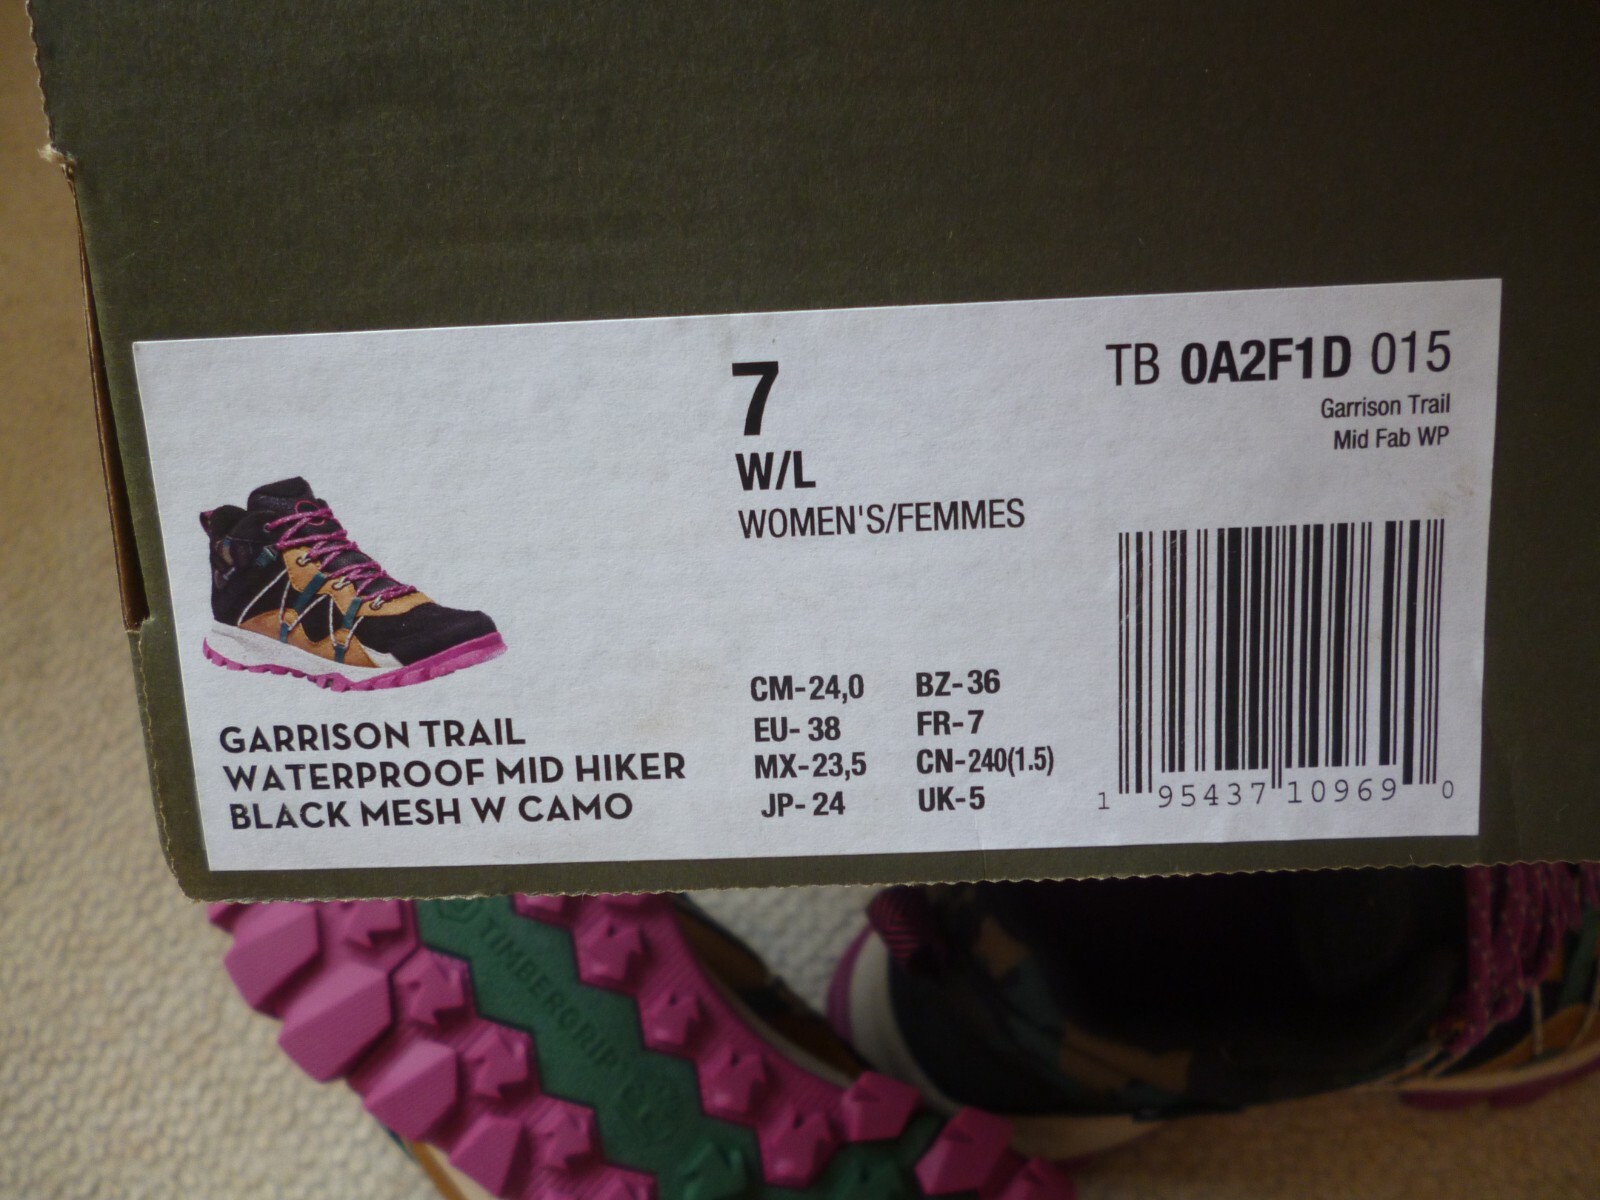 7
W/L
WOMEN'S/FEMMES
TB 0A2F1D 015
Garrison Trail
Mid Fab WP
GARRISON TRAIL
WATERPROOF MID HIKER
BLACK MESH W CAMO
CM-24,0 BZ-36
EU- 38 FR-7
MX-23,5 CN-240(1.5)
JP- 24 UK-5
1 95437 10969 0
TIMBERGRIP